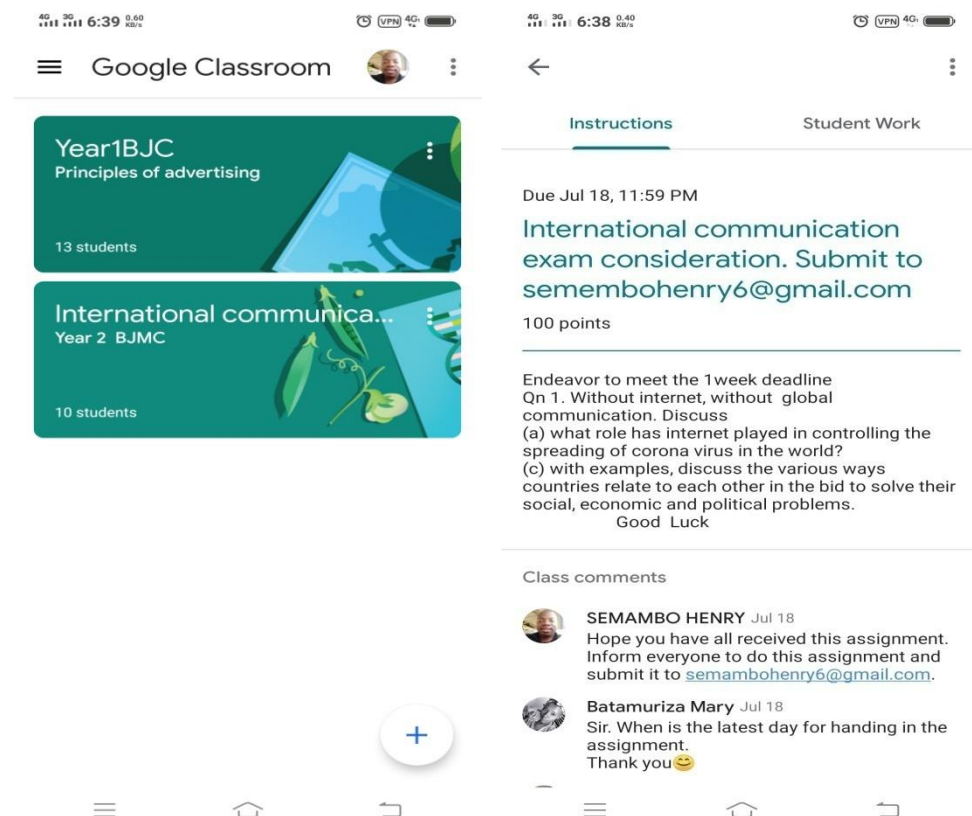 4G 3G 6:39 0.60 KB/s VPN 4G
Google Classroom
Year1BJC
Principles of advertising
13 students
International communica...
Year 2 BJMC
10 students
+
4G 3G 6:38 0.40 KB/s VPN 4G
Instructions Student Work
Due Jul 18, 11:59 PM
International communication
exam consideration. Submit to
semembohenry6@gmail.com
100 points
Endeavor to meet the 1week deadline
Qn 1. Without internet, without global
communication. Discuss
(a) what role has internet played in controlling the
spreading of corona virus in the world?
(c) with examples, discuss the various ways
countries relate to each other in the bid to solve their
social, economic and political problems.
Good Luck
Class comments
SEMAMBO HENRY Jul 18
Hope you have all received this assignment.
Inform everyone to do this assignment and
submit it to semambohenry6@gmail.com.
Batamuriza Mary Jul 18
Sir. When is the latest day for handing in the
assignment.
Thank you😊